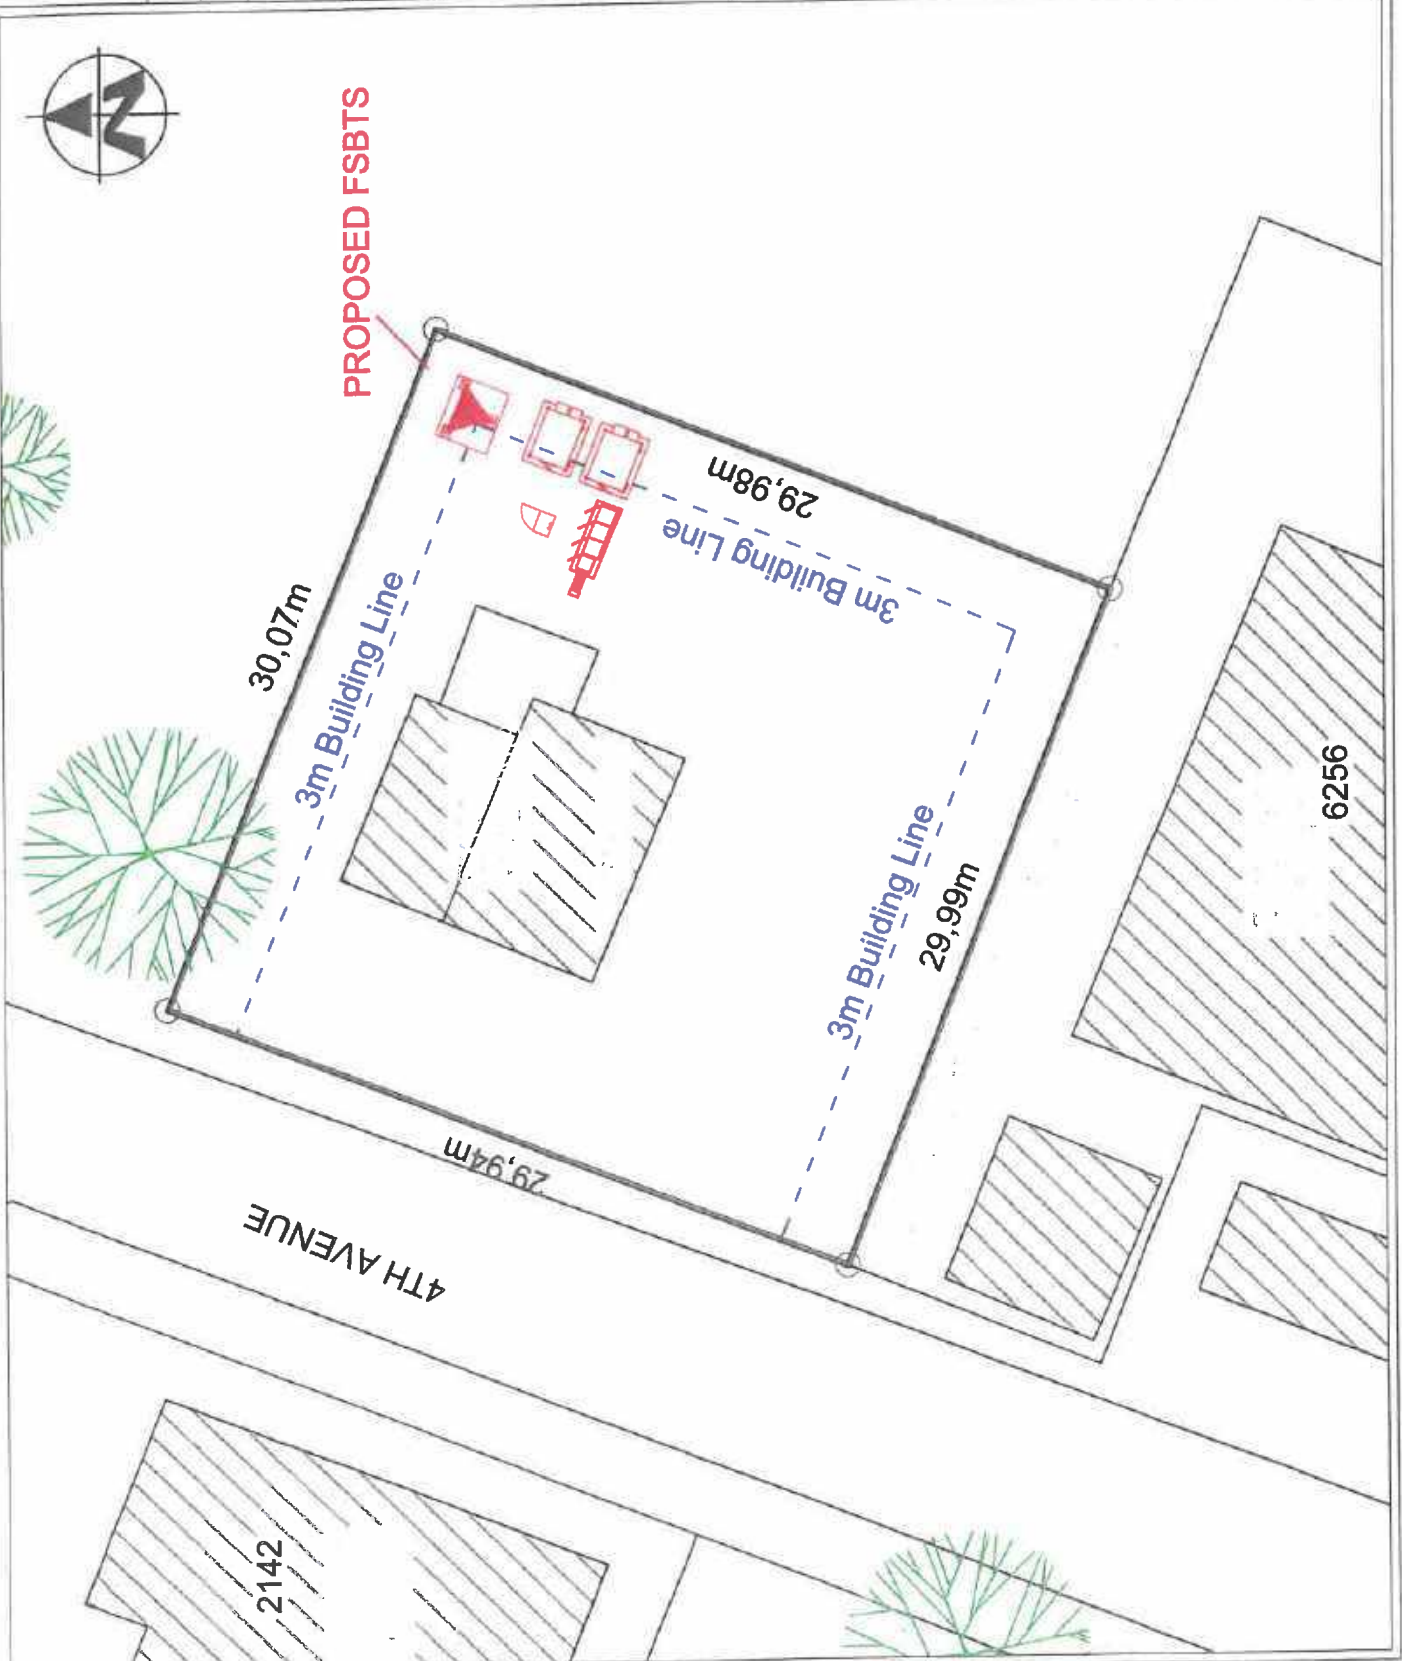 N
PROPOSED FSBTS
30,07m
3m Building Line
29,98m
3m Building Line
3m Building Line
29,99m
29,94m
4TH AVENUE
6256
2142